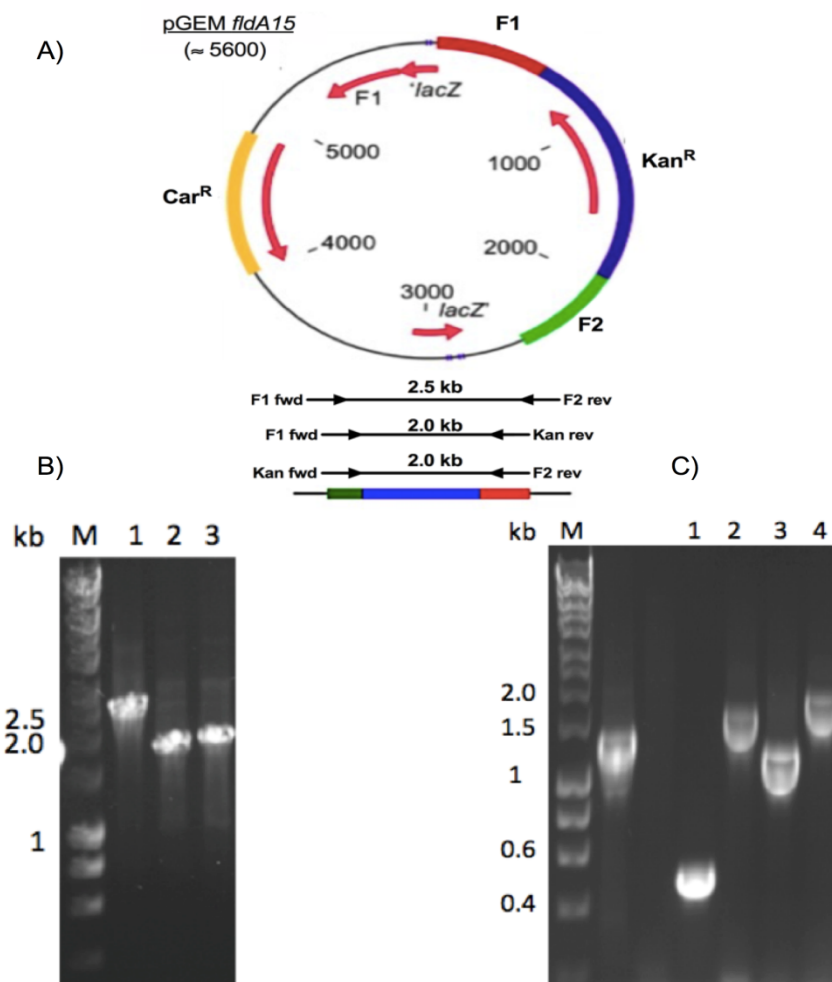 A)
pGEM fldA15
(≈ 5600)
F1
KanR
F2
CarR
F1
'lacZ
5000
1000
4000
2000
3000
lacZ'
F1 fwd 2.5 kb F2 rev
F1 fwd 2.0 kb Kan rev
Kan fwd 2.0 kb F2 rev
B)
kb M 1 2 3
2.5
2.0
1
C)
kb M 1 2 3 4
2.0
1.5
1
0.6
0.4